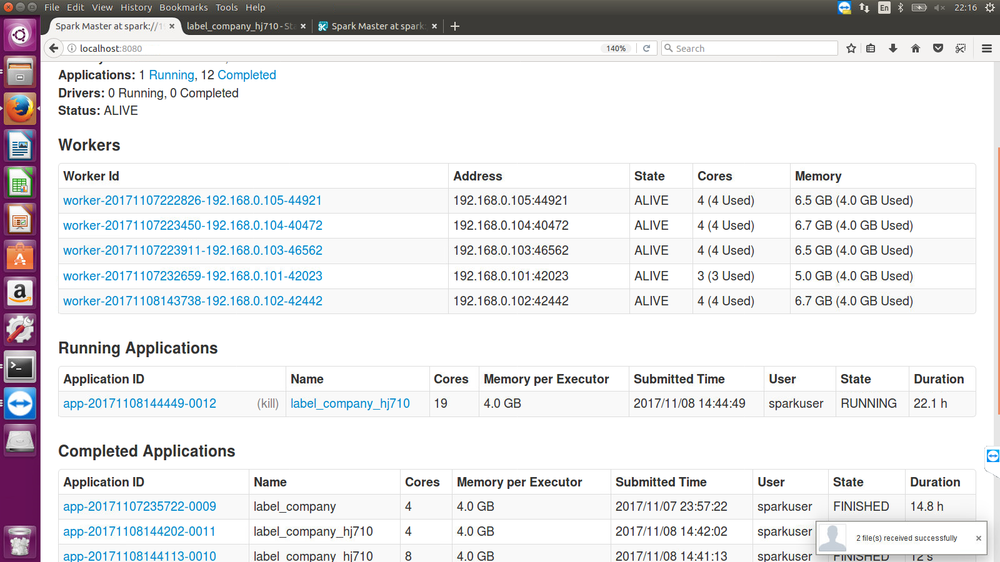 File Edit View History Bookmarks Tools Help En 22:16
Spark Master at spark://19 label_company_hj710 - Sta Spark Master at spark:
localhost:8080 140% Search
Applications: 1 Running, 12 Completed
Drivers: 0 Running, 0 Completed
Status: ALIVE
Workers
Worker Id Address State Cores Memory
worker-20171107222826-192.168.0.105-44921 192.168.0.105:44921 ALIVE 4 (4 Used) 6.5 GB (4.0 GB Used)
worker-20171107223450-192.168.0.104-40472 192.168.0.104:40472 ALIVE 4 (4 Used) 6.7 GB (4.0 GB Used)
worker-20171107223911-192.168.0.103-46562 192.168.0.103:46562 ALIVE 4 (4 Used) 6.5 GB (4.0 GB Used)
worker-20171107232659-192.168.0.101-42023 192.168.0.101:42023 ALIVE 3 (3 Used) 5.0 GB (4.0 GB Used)
worker-20171108143738-192.168.0.102-42442 192.168.0.102:42442 ALIVE 4 (4 Used) 6.7 GB (4.0 GB Used)
Running Applications
Application ID Name Cores Memory per Executor Submitted Time User State Duration
app-20171108144449-0012 (kill) label_company_hj710 19 4.0 GB 2017/11/08 14:44:49 sparkuser RUNNING 22.1 h
Completed Applications
Application ID Name Cores Memory per Executor Submitted Time User State Duration
app-20171107235722-0009 label_company 4 4.0 GB 2017/11/07 23:57:22 sparkuser FINISHED 14.8 h
app-20171108144202-0011 label_company_hj710 4 4.0 GB 2017/11/08 14:42:02 sparkuser
2 file(s) received successfully
app-20171108144113-0010 label_company_hj710 8 4.0 GB 2017/11/08 14:41:13 sparkuser FINISHED 12 s